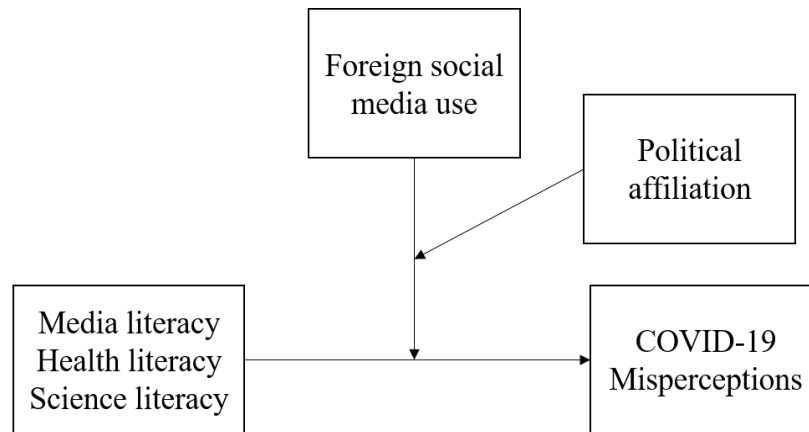 Foreign social
media use
Political
affiliation
Media literacy
Health literacy
Science literacy
COVID-19
Misperceptions